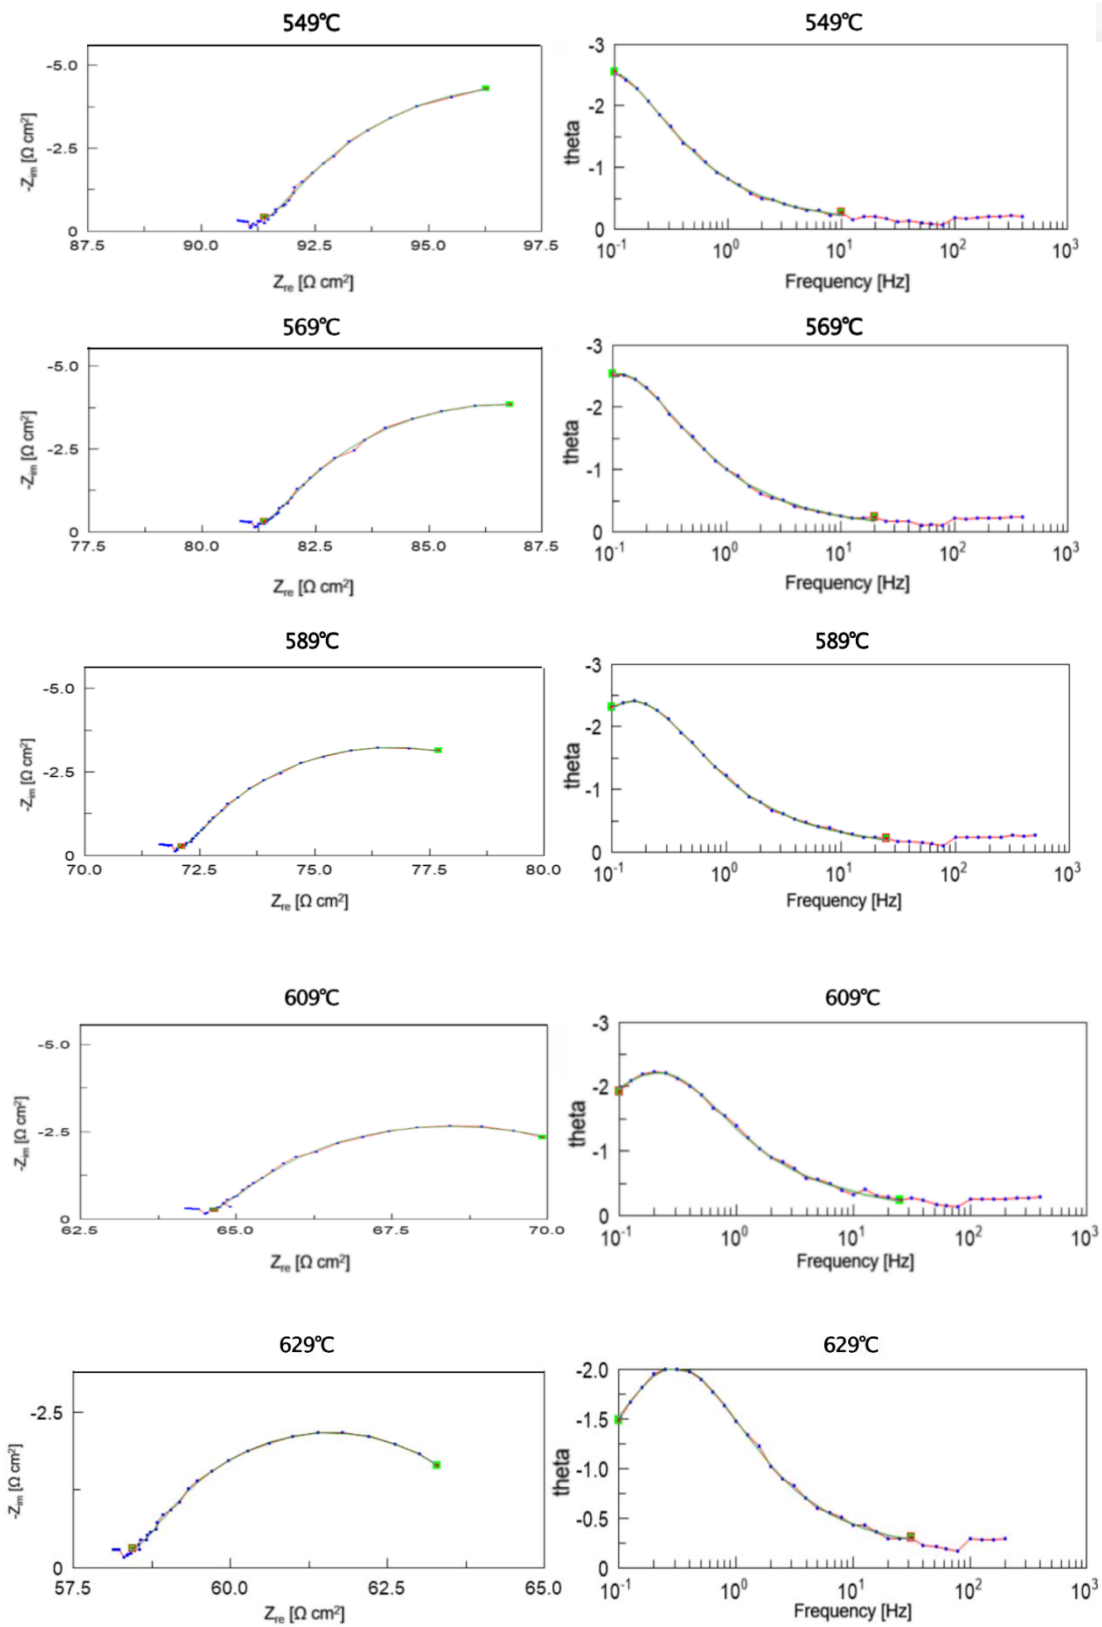 549℃
-5.0
-2.5
0
87.5 90.0 92.5 95.0 97.5
-Zim [Ω cm²]
Zre [Ω cm²]
549℃
-3
-2
-1
0
10⁻¹ 10⁰ 10¹ 10² 10³
theta
Frequency [Hz]
569℃
-5.0
-2.5
0
77.5 80.0 82.5 85.0 87.5
-Zim [Ω cm²]
Zre [Ω cm²]
569℃
-3
-2
-1
0
10⁻¹ 10⁰ 10¹ 10² 10³
theta
Frequency [Hz]
589℃
-5.0
-2.5
0
70.0 72.5 75.0 77.5 80.0
-Zim [Ω cm²]
Zre [Ω cm²]
589℃
-3
-2
-1
0
10⁻¹ 10⁰ 10¹ 10² 10³
theta
Frequency [Hz]
609℃
-5.0
-2.5
0
62.5 65.0 67.5 70.0
-Zim [Ω cm²]
Zre [Ω cm²]
609℃
-3
-2
-1
0
10⁻¹ 10⁰ 10¹ 10² 10³
theta
Frequency [Hz]
629℃
-2.5
0
57.5 60.0 62.5 65.0
-Zim [Ω cm²]
Zre [Ω cm²]
629℃
-2.0
-1.5
-1.0
-0.5
0
10⁻¹ 10⁰ 10¹ 10² 10³
theta
Frequency [Hz]